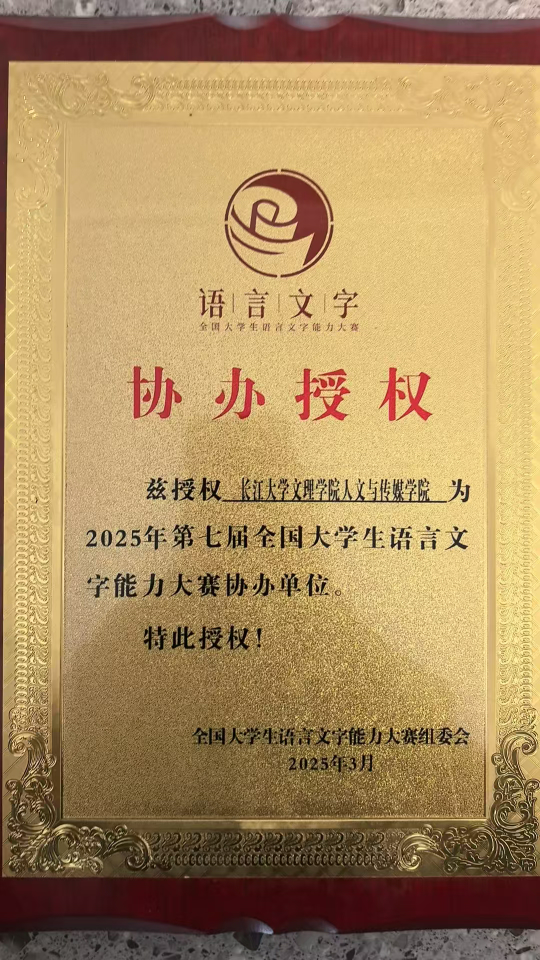 语言文字
全国大学生语言文字能力大赛
协办授权
兹授权 长江大学文理学院人文与传媒学院 为
2025年第七届全国大学生语言文
字能力大赛协办单位。
特此授权！
全国大学生语言文字能力大赛组委会
2025年3月